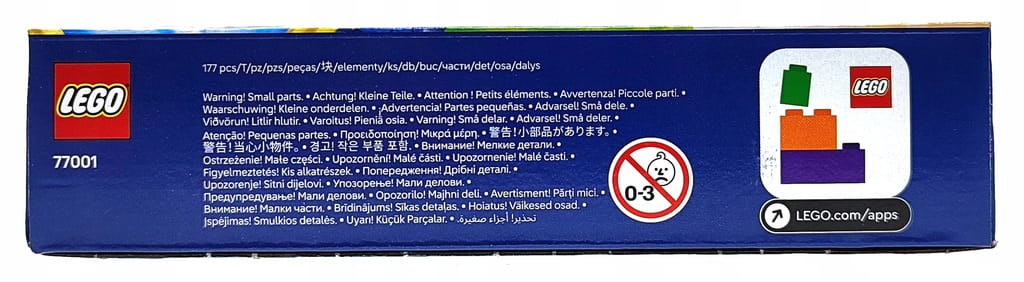 LEGO
77001
177 pcs/T/pz/pzs/peças/块/elementy/ks/db/buc/части/det/osa/dalys
Warning! Small parts. • Achtung! Kleine Teile. • Attention ! Petits éléments. • Avvertenza! Piccole parti. •
Waarschuwing! Kleine onderdelen. • ¡Advertencia! Partes pequeñas. • Advarsel! Små dele. •
Viðvörun! Litlir hlutir. • Varoitus! Pieniä osia. • Varning! Små delar. • Advarsel! Små deler. •
Atenção! Pequenas partes. • Προειδοποίηση! Μικρά μέρη. • 警告！小部品があります。 •
警告！当心小物件。 • 경고! 작은 부품 포함. • Внимание! Мелкие детали. •
Ostrzeżenie! Małe części. • Upozornění! Malé části. • Upozornenie! Malé časti. •
Figyelmeztetés! Kis alkatrészek. • Попередження! Дрібні деталі. •
Upozorenje! Sitni dijelovi. • Упозорење! Мали делови. •
Предупредување! Мали делови. • Opozorilo! Majhni deli. • Avertisment! Părți mici. •
Внимание! Малки части. • Brīdinājums! Sīkas detaļas. • Hoiatus! Väikesed osad. •
Įspėjimas! Smulkios detalės. • Uyarı! Küçük Parçalar. • تحذير! أجزاء صغيرة.
0-3
LEGO
LEGO.com/apps